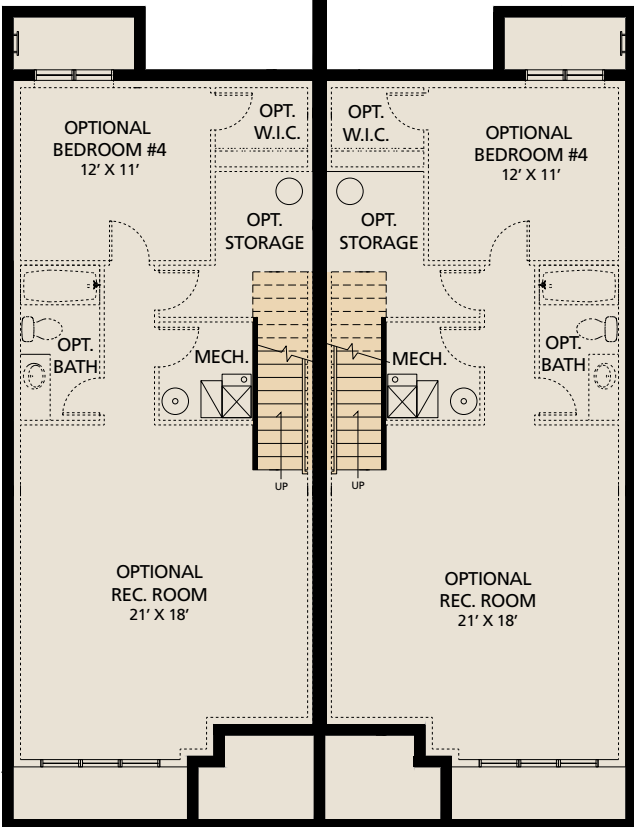 OPTIONAL
BEDROOM #4
12' X 11'
OPT.
W.I.C.
OPT.
STORAGE
OPT.
BATH
MECH.
UP
OPTIONAL
REC. ROOM
21' X 18'
OPT.
W.I.C.
OPTIONAL
BEDROOM #4
12' X 11'
OPT.
STORAGE
MECH.
OPT.
BATH
UP
OPTIONAL
REC. ROOM
21' X 18'